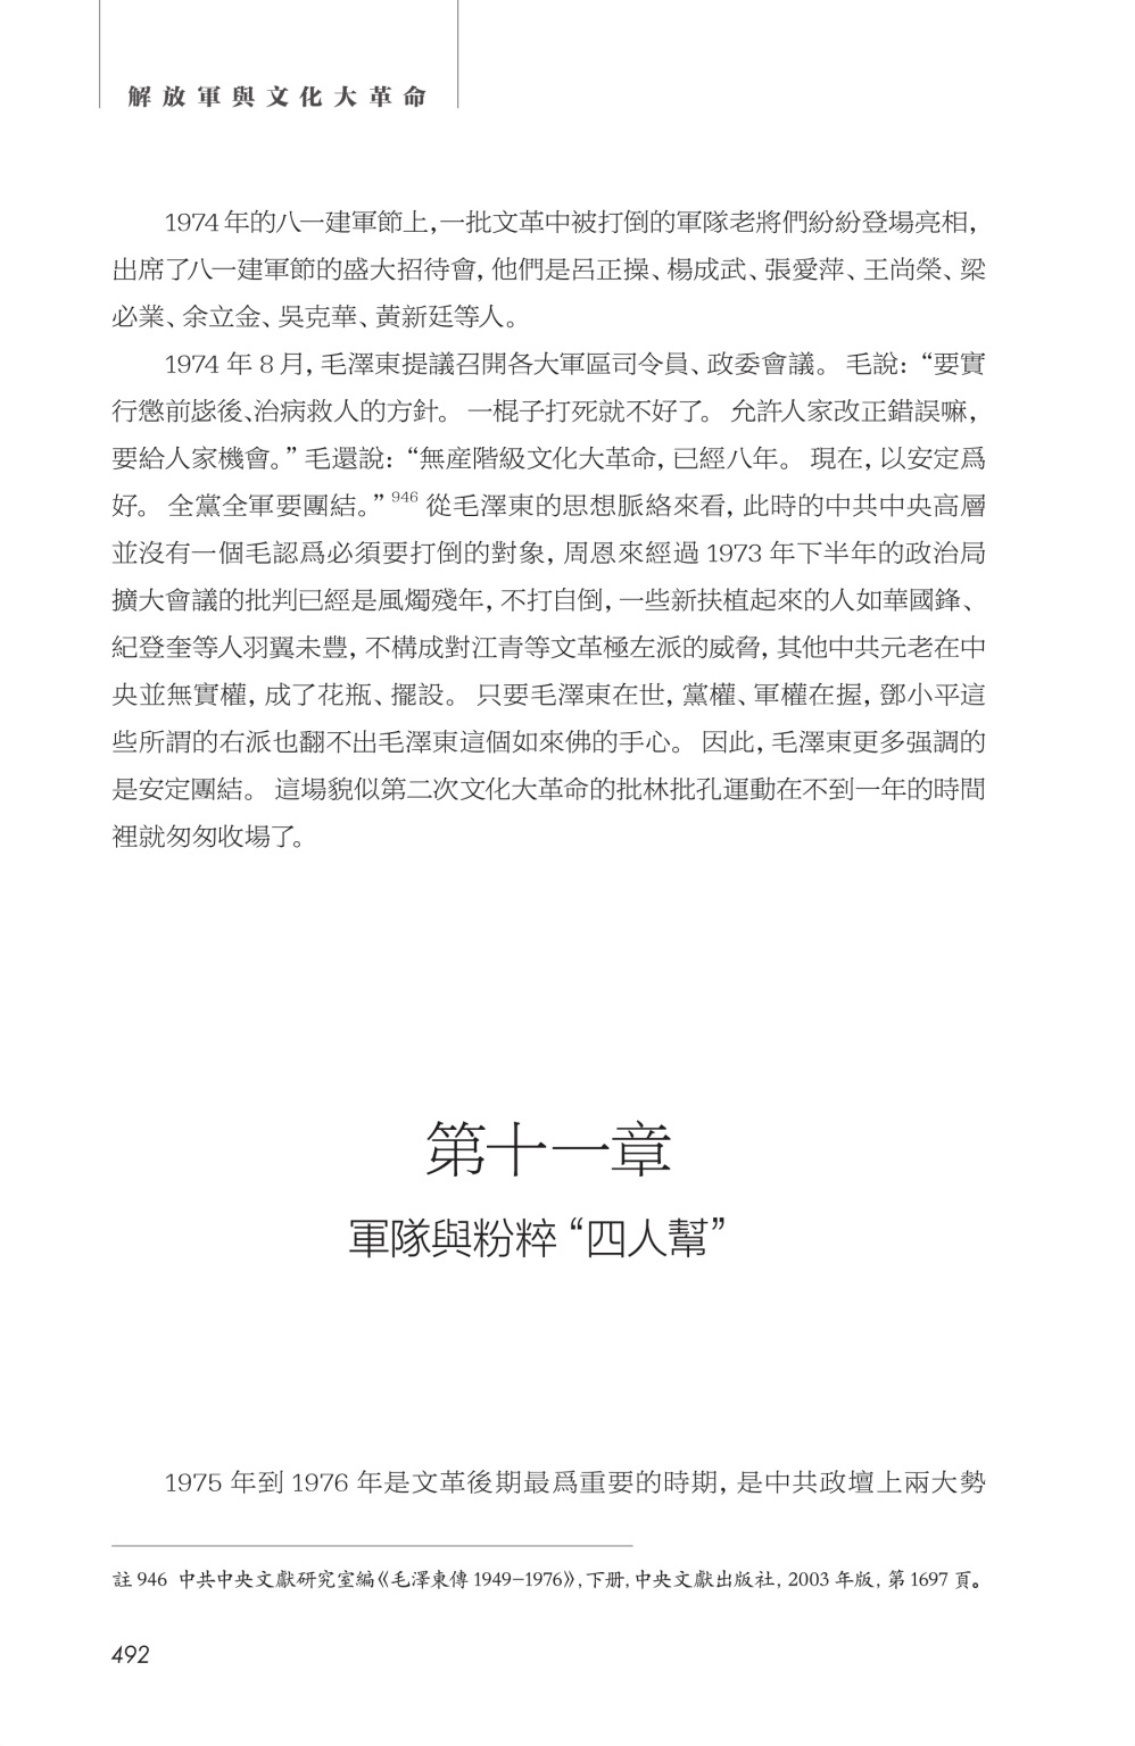 解放軍與文化大革命
1974年的八一建軍節上,一批文革中被打倒的軍隊老將們紛紛登場亮相,
出席了八一建軍節的盛大招待會,他們是呂正操、楊成武、張愛萍、王尚榮、梁
必業、余立金、吳克華、黃新廷等人。
1974 年 8 月,毛澤東提議召開各大軍區司令員、政委會議。 毛說:“要實
行懲前毖後、治病救人的方針。 一棍子打死就不好了。 允許人家改正錯誤嘛,
要給人家機會。”毛還說:“無産階級文化大革命,已經八年。 現在,以安定爲
好。 全黨全軍要團結。”946 從毛澤東的思想脈絡來看,此時的中共中央高層
並沒有一個毛認爲必須要打倒的對象,周恩來經過 1973 年下半年的政治局
擴大會議的批判已經是風燭殘年,不打自倒,一些新扶植起來的人如華國鋒、
紀登奎等人羽翼未豐,不構成對江青等文革極左派的威脅,其他中共元老在中
央並無實權,成了花瓶、擺設。 只要毛澤東在世,黨權、軍權在握,鄧小平這
些所謂的右派也翻不出毛澤東這個如來佛的手心。 因此,毛澤東更多强調的
是安定團結。 這場貌似第二次文化大革命的批林批孔運動在不到一年的時間
裡就匆匆收場了。
第十一章
軍隊與粉粹“四人幫”
1975 年到 1976 年是文革後期最爲重要的時期,是中共政壇上兩大勢
註 946 中共中央文獻研究室編《毛澤東傳 1949–1976》,下册,中央文獻出版社, 2003 年版,第 1697 頁。
492